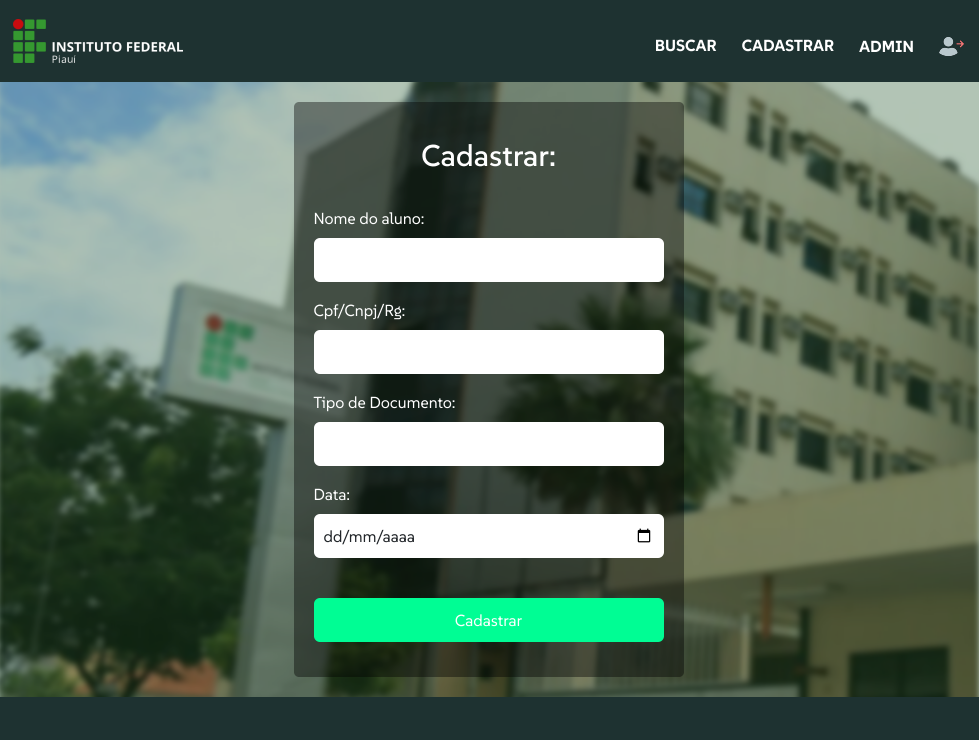 INSTITUTO FEDERAL
Piauí
BUSCAR CADASTRAR ADMIN
Cadastrar:
Nome do aluno:
Cpf/Cnpj/Rg:
Tipo de Documento:
Data:
dd/mm/aaaa
Cadastrar